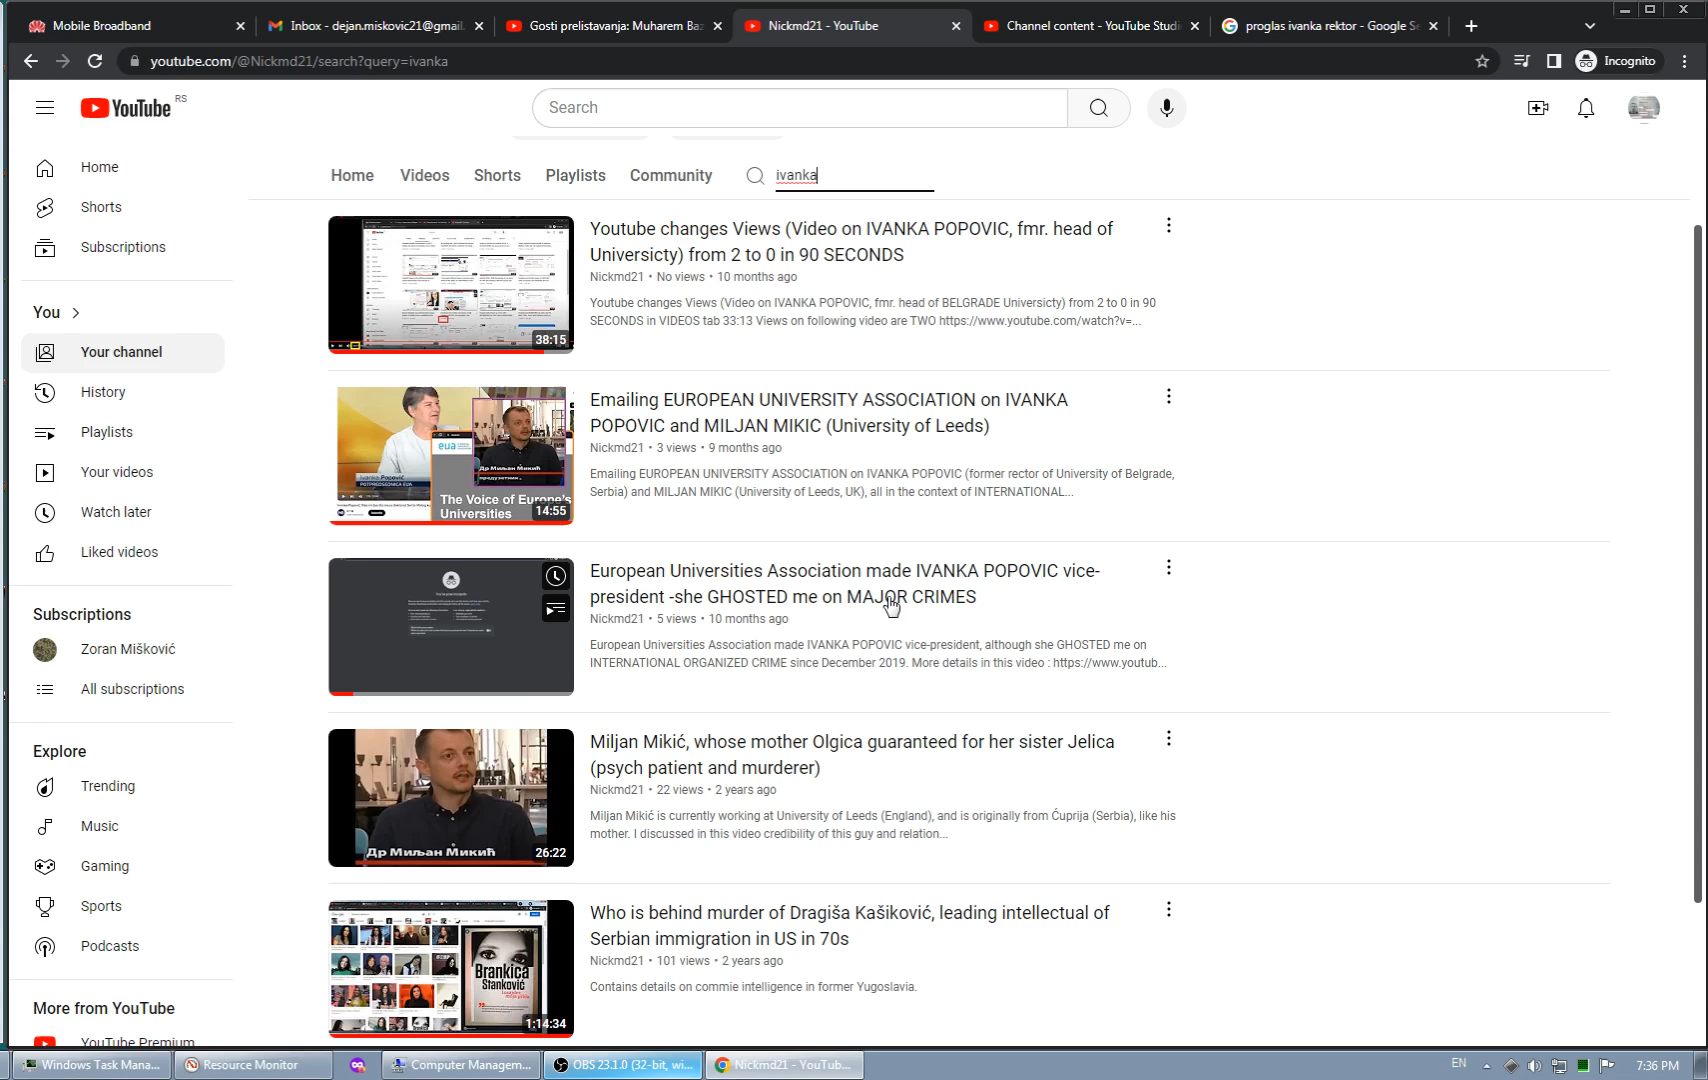 Mobile Broadband
Inbox - dejan.miskovic21@gmail.
Gosti prelistavanja: Muharem Baz
Nickmd21 - YouTube
Channel content - YouTube Studi
proglas ivanka rektor - Google Se
youtube.com/@Nickmd21/search?query=ivanka
Incognito
YouTube RS
Search
Home
Shorts
Subscriptions
You
Your channel
History
Playlists
Your videos
Watch later
Liked videos
Subscriptions
Zoran Mišković
All subscriptions
Explore
Trending
Music
Gaming
Sports
Podcasts
More from YouTube
YouTube Premium
Home Videos Shorts Playlists Community ivanka
38:15
Youtube changes Views (Video on IVANKA POPOVIC, fmr. head of
Universicty) from 2 to 0 in 90 SECONDS
Nickmd21 • No views • 10 months ago
Youtube changes Views (Video on IVANKA POPOVIC, fmr. head of BELGRADE Universicty) from 2 to 0 in 90
SECONDS in VIDEOS tab 33:13 Views on following video are TWO https://www.youtube.com/watch?v=...
Ivanka Popović
POTPREDSEDNICA EUA
eua
Др Миљан Микић
The Voice of Europe's
Universities
14:55
Emailing EUROPEAN UNIVERSITY ASSOCIATION on IVANKA
POPOVIC and MILJAN MIKIC (University of Leeds)
Nickmd21 • 3 views • 9 months ago
Emailing EUROPEAN UNIVERSITY ASSOCIATION on IVANKA POPOVIC (former rector of University of Belgrade,
Serbia) and MILJAN MIKIC (University of Leeds, UK), all in the context of INTERNATIONAL...
European Universities Association made IVANKA POPOVIC vice-
president -she GHOSTED me on MAJOR CRIMES
Nickmd21 • 5 views • 10 months ago
European Universities Association made IVANKA POPOVIC vice-president, although she GHOSTED me on
INTERNATIONAL ORGANIZED CRIME since December 2019. More details in this video : https://www.youtub...
Др Миљан Микић
26:22
Miljan Mikić, whose mother Olgica guaranteed for her sister Jelica
(psych patient and murderer)
Nickmd21 • 22 views • 2 years ago
Miljan Mikić is currently working at University of Leeds (England), and is originally from Ćuprija (Serbia), like his
mother. I discussed in this video credibility of this guy and relation...
Brankica
Stanković
1:14:34
Who is behind murder of Dragiša Kašiković, leading intellectual of
Serbian immigration in US in 70s
Nickmd21 • 101 views • 2 years ago
Contains details on commie intelligence in former Yugoslavia.
Windows Task Mana...
Resource Monitor
Computer Managem...
OBS 23.1.0 (32-bit, wi...
Nickmd21 - YouTub...
EN
7:36 PM